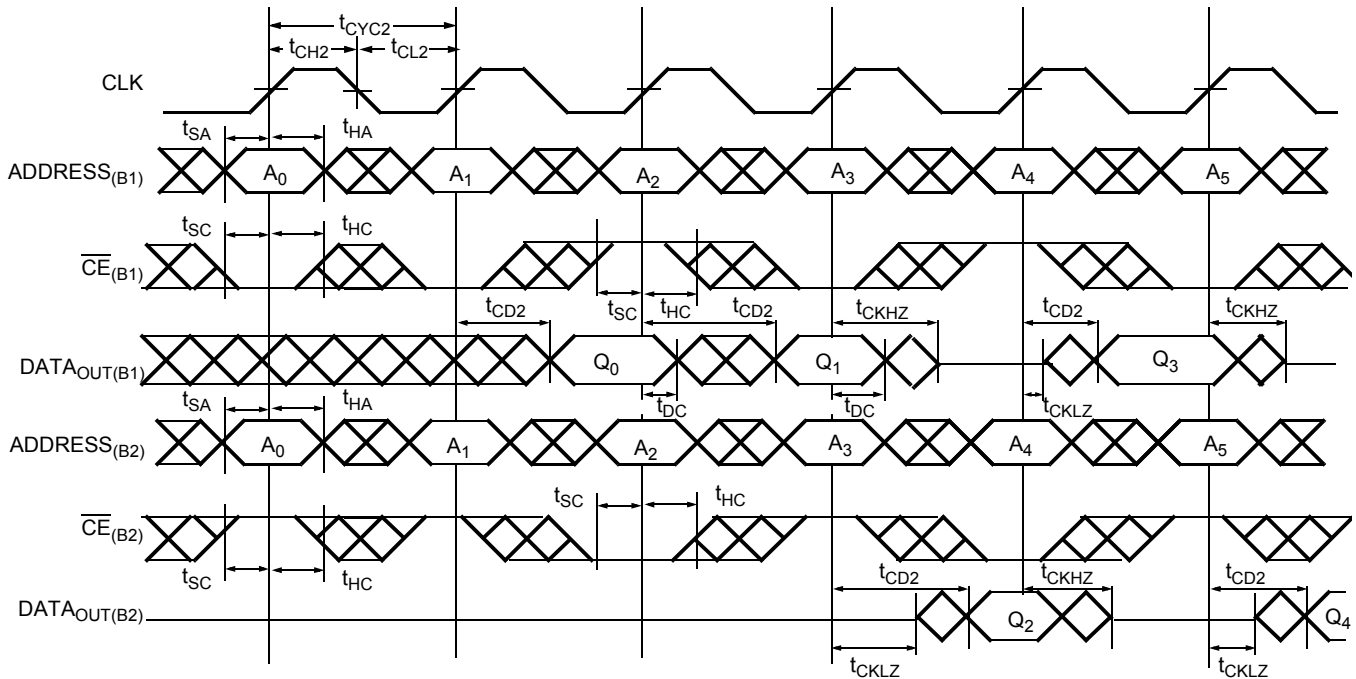 tCYC2
tCH2 tCL2
CLK
tSA tHA
ADDRESS(B1) A0 A1 A2 A3 A4 A5
tSC tHC
CE(B1)
tSC tHC
tCD2 tCD2 tCKHZ tCD2 tCKHZ
DATAOUT(B1) Q0 Q1 Q3
tDC tDC tCKLZ
tSA tHA
ADDRESS(B2) A0 A1 A2 A3 A4 A5
tSC tHC
CE(B2)
tSC tHC
tCD2 tCKHZ tCD2
DATAOUT(B2) Q2 Q4
tCKLZ tCKLZ